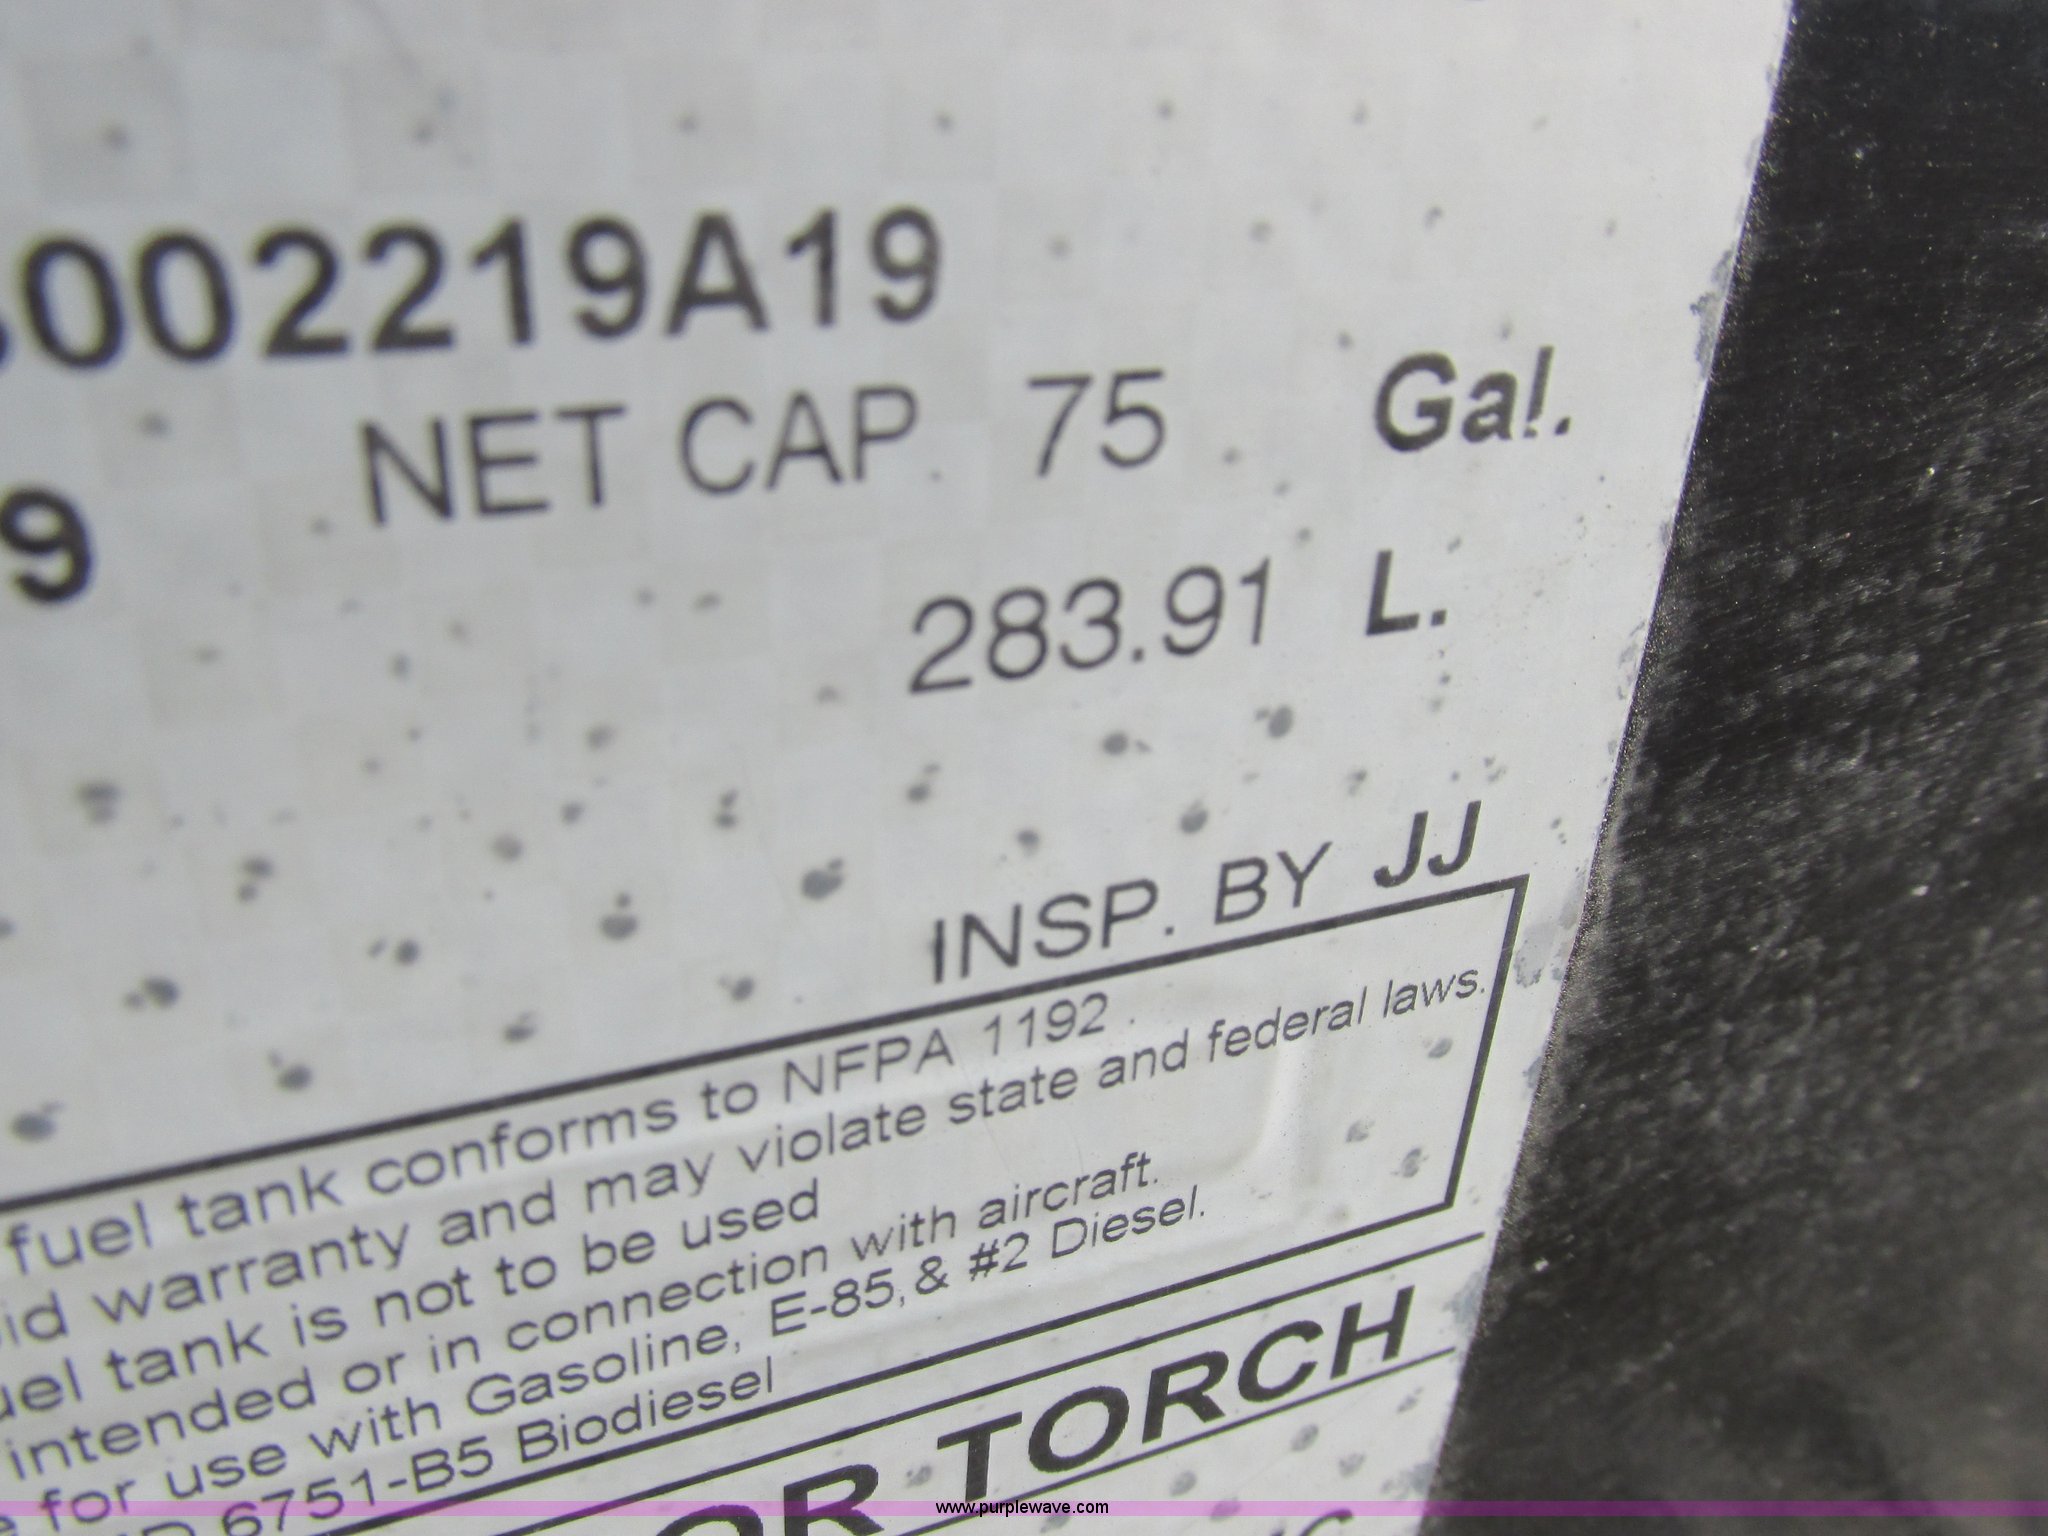 002219A19
9 NET CAP 75 Gal.
283.91 L.
INSP. BY JJ
fuel tank conforms to NFPA 1192
warranty and may violate state and federal laws.
tank is not to be used
intended or in connection with aircraft.
for use with Gasoline, E-85, & #2 Diesel.
6751-B5 Biodiesel
OR TORCH
www.purplewave.com